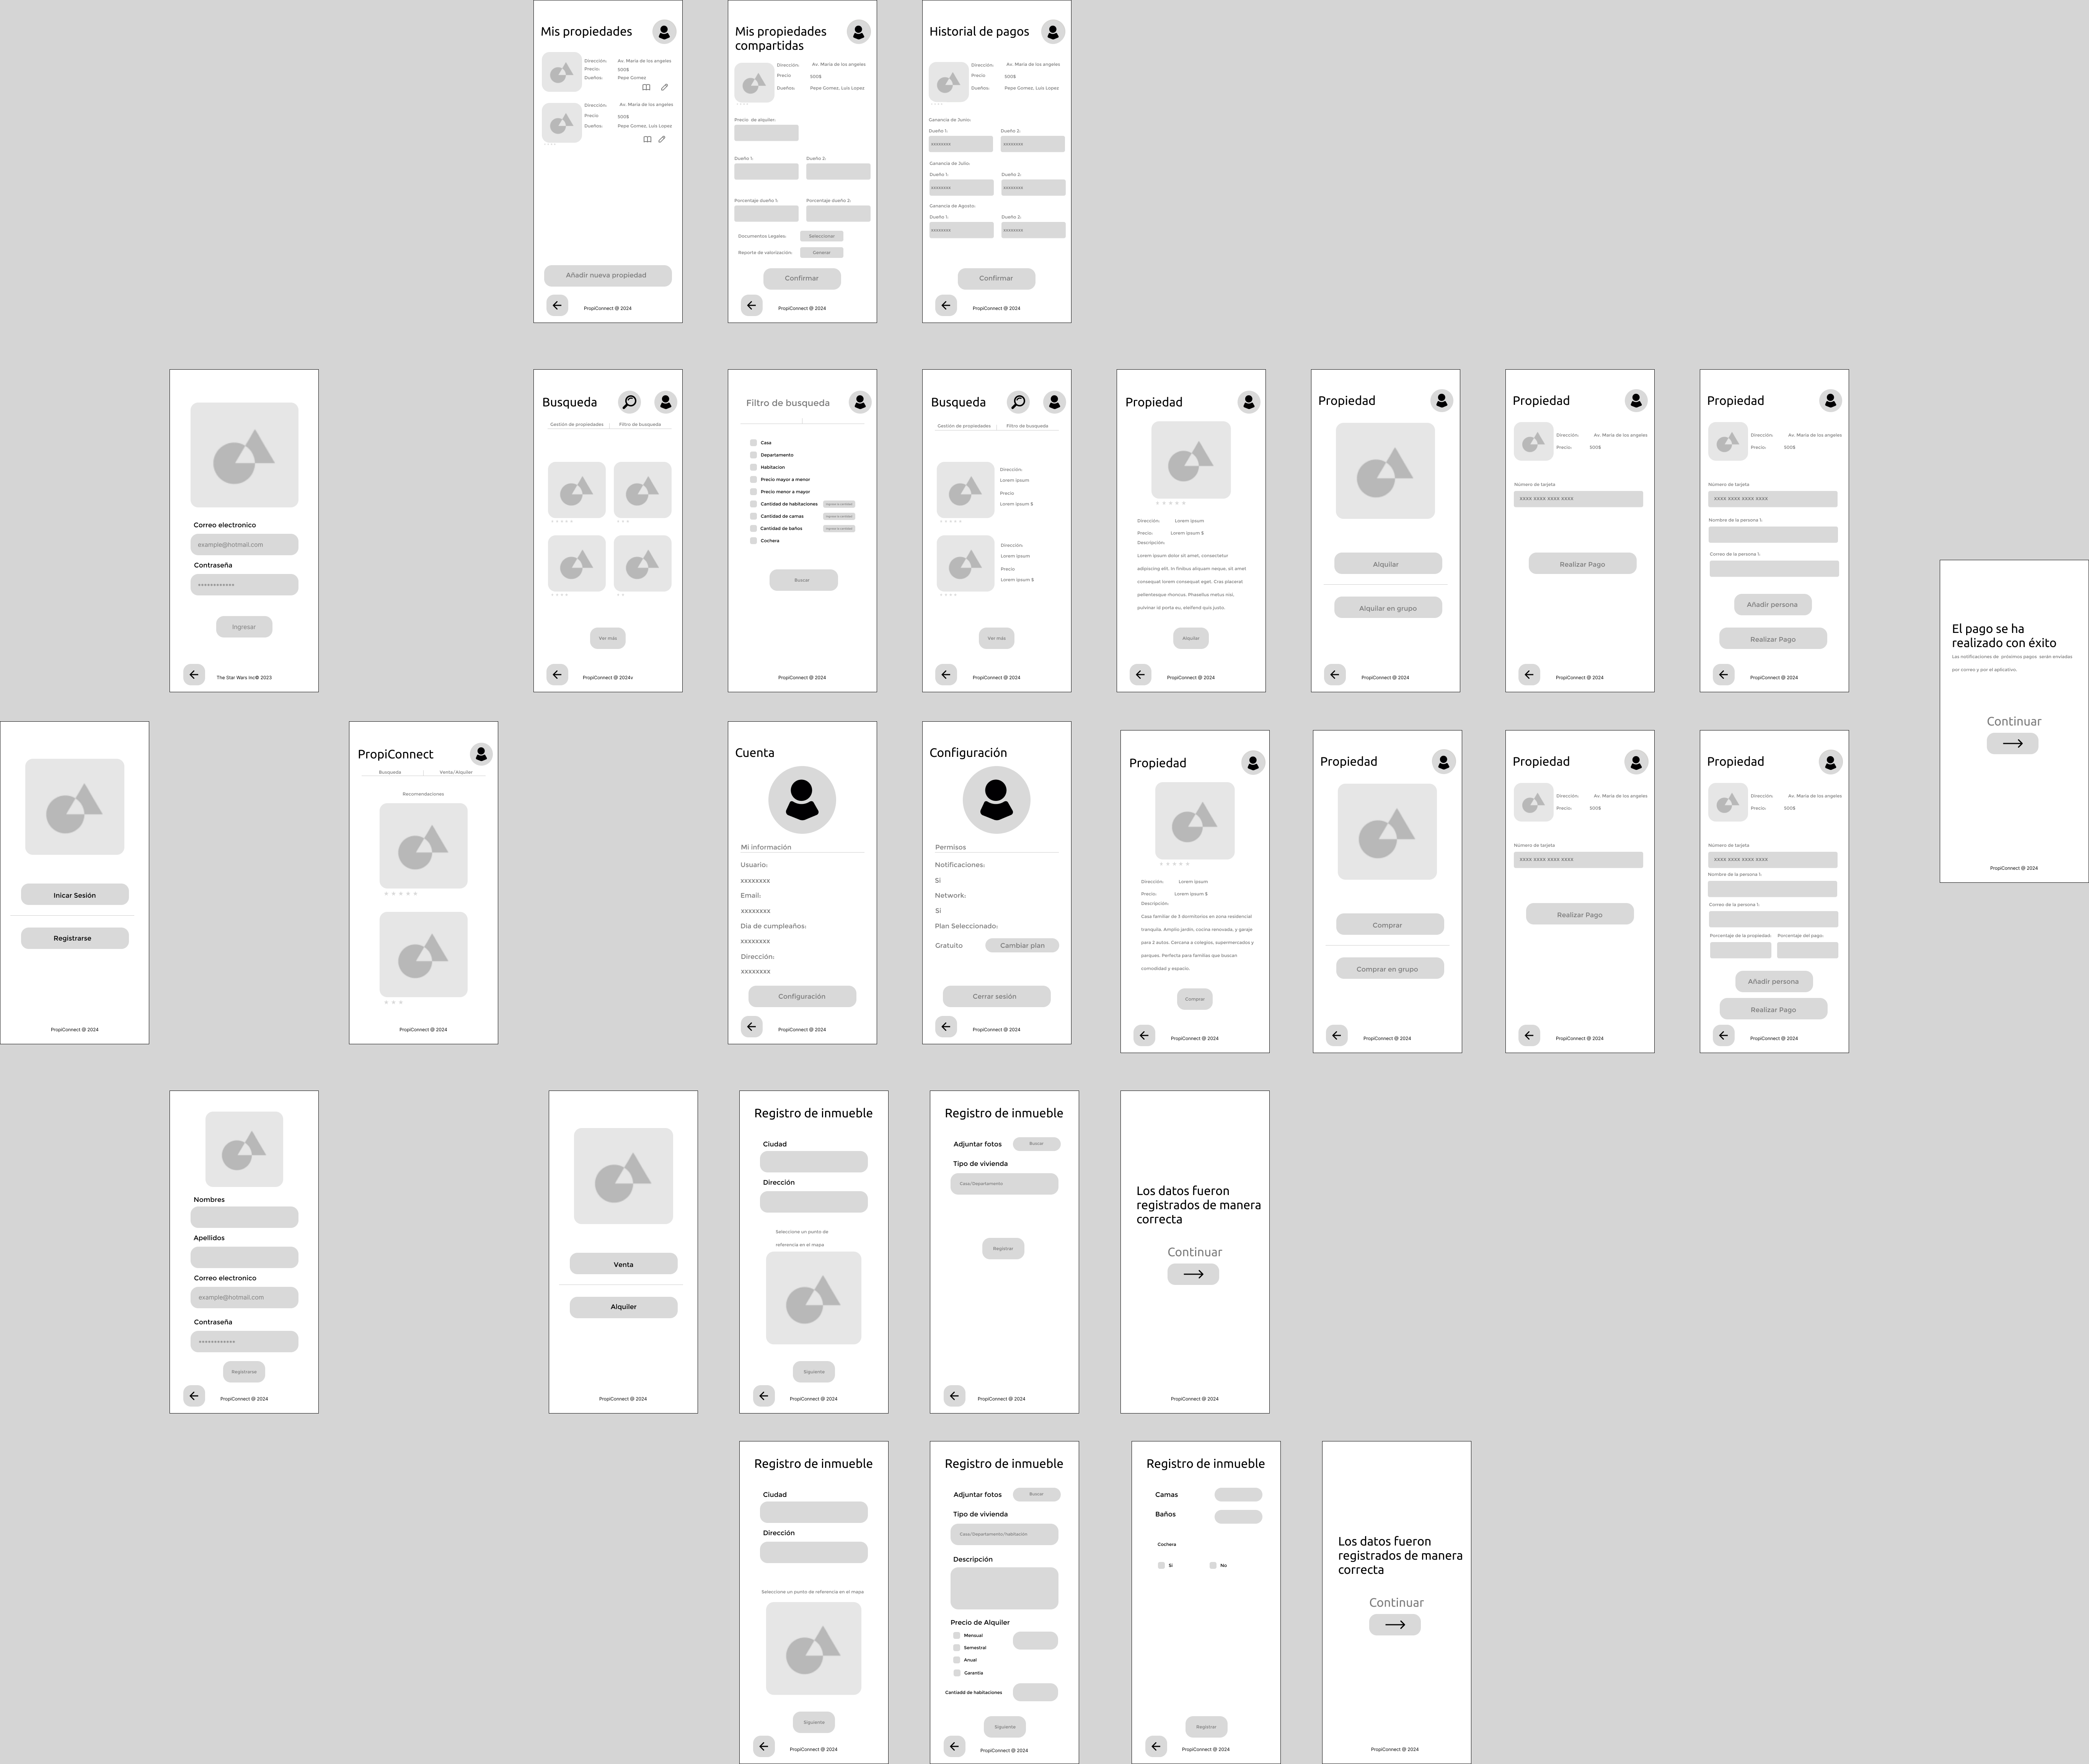 Mis propiedades
Dirección: Av. Maria de los angeles
Precio: 500$
Dueños: Pepe Gomez
Dirección: Av. Maria de los angeles
Precio 500$
Dueños: Pepe Gomez, Luis Lopez
Añadir nueva propiedad
PropiConnect @ 2024
Mis propiedades
compartidas
Dirección: Av. Maria de los angeles
Precio 500$
Dueños: Pepe Gomez, Luis Lopez
Precio de alquiler:
Dueño 1: Dueño 2:
Porcentaje dueño 1: Porcentaje dueño 2:
Documentos Legales: Seleccionar
Reporte de valorización: Generar
Confirmar
PropiConnect @ 2024
Historial de pagos
Dirección: Av. Maria de los angeles
Precio 500$
Dueños: Pepe Gomez, Luis Lopez
Ganancia de Junio:
Dueño 1: Dueño 2:
xxxxxxxx xxxxxxxx
Ganancia de Julio:
Dueño 1: Dueño 2:
xxxxxxxx xxxxxxxx
Ganancia de Agosto:
Dueño 1: Dueño 2:
xxxxxxxx xxxxxxxx
Confirmar
PropiConnect @ 2024
Correo electronico
example@hotmail.com
Contraseña
************
Ingresar
The Star Wars Inc@ 2023
Busqueda
Gestión de propiedades Filtro de busqueda
Ver más
PropiConnect @ 2024v
Filtro de busqueda
Casa
Departamento
Habitacion
Precio mayor a menor
Precio menor a mayor
Cantidad de habitaciones
Cantidad de camas
Cantidad de baños
Cochera
Buscar
PropiConnect @ 2024
Busqueda
Gestión de propiedades Filtro de busqueda
Dirección:
Lorem ipsum
Precio
Lorem ipsum $
Dirección:
Lorem ipsum
Precio
Lorem ipsum $
Ver más
PropiConnect @ 2024
Propiedad
Dirección: Lorem ipsum
Precio: Lorem ipsum $
Descripción:
Lorem ipsum dolor sit amet, consectetur
adipiscing elit. In finibus aliquam neque, sit amet
consequat lorem consequat eget. Cras placerat
pellentesque rhoncus. Phasellus metus nisi,
pulvinar id porta eu, eleifend quis justo.
Alquilar
PropiConnect @ 2024
Propiedad
Alquilar
Alquilar en grupo
PropiConnect @ 2024
Propiedad
Dirección: Av. Maria de los angeles
Precio: 500$
Número de tarjeta
XXXX XXXX XXXX XXXX
Realizar Pago
PropiConnect @ 2024
Propiedad
Dirección: Av. Maria de los angeles
Precio: 500$
Número de tarjeta
XXXX XXXX XXXX XXXX
Nombre de la persona 1:
Correo de la persona 1:
Añadir persona
Realizar Pago
PropiConnect @ 2024
El pago se ha
realizado con éxito
Las notificaciones de próximos pagos serán enviadas
por correo y por el aplicativo.
Continuar
PropiConnect @ 2024
Inicar Sesión
Registrarse
PropiConnect @ 2024
PropiConnect
Busqueda Venta/Alquiler
Recomendaciones
PropiConnect @ 2024
Cuenta
Mi información
Usuario:
xxxxxxxx
Email:
xxxxxxxx
Dia de cumpleaños:
xxxxxxxx
Dirección:
xxxxxxxx
Configuración
PropiConnect @ 2024
Configuración
Permisos
Notificaciones:
Si
Network:
Si
Plan Seleccionado:
Gratuito Cambiar plan
Cerrar sesión
PropiConnect @ 2024
Propiedad
Dirección: Lorem ipsum
Precio: Lorem ipsum $
Descripción:
Casa familiar de 3 dormitorios en zona residencial
tranquila. Amplio jardín, cocina renovada, y garaje
para 2 autos. Cercana a colegios, supermercados y
parques. Perfecta para familias que buscan
comodidad y espacio.
Comprar
PropiConnect @ 2024
Propiedad
Comprar
Comprar en grupo
PropiConnect @ 2024
Propiedad
Dirección: Av. Maria de los angeles
Precio: 500$
Número de tarjeta
XXXX XXXX XXXX XXXX
Realizar Pago
PropiConnect @ 2024
Propiedad
Dirección: Av. Maria de los angeles
Precio: 500$
Número de tarjeta
XXXX XXXX XXXX XXXX
Nombre de la persona 1:
Correo de la persona 1:
Porcentaje de la propiedad: Porcentaje del pago:
Añadir persona
Realizar Pago
PropiConnect @ 2024
Nombres
Apellidos
Correo electronico
example@hotmail.com
Contraseña
************
Registrarse
PropiConnect @ 2024
Venta
Alquiler
PropiConnect @ 2024
Registro de inmueble
Ciudad
Dirección
Seleccione un punto de
referencia en el mapa
Siguiente
PropiConnect @ 2024
Registro de inmueble
Adjuntar fotos Buscar
Tipo de vivienda
Casa/Departamento
Registrar
PropiConnect @ 2024
Los datos fueron
registrados de manera
correcta
Continuar
PropiConnect @ 2024
Registro de inmueble
Ciudad
Dirección
Seleccione un punto de referencia en el mapa
Siguiente
PropiConnect @ 2024
Registro de inmueble
Adjuntar fotos Buscar
Tipo de vivienda
Casa/Departamento/habitación
Descripción
Precio de Alquiler
Mensual
Semestral
Anual
Garantia
Cantiadd de habitaciones
Siguiente
PropiConnect @ 2024
Registro de inmueble
Camas
Baños
Cochera
Si No
Registrar
PropiConnect @ 2024
Los datos fueron
registrados de manera
correcta
Continuar
PropiConnect @ 2024